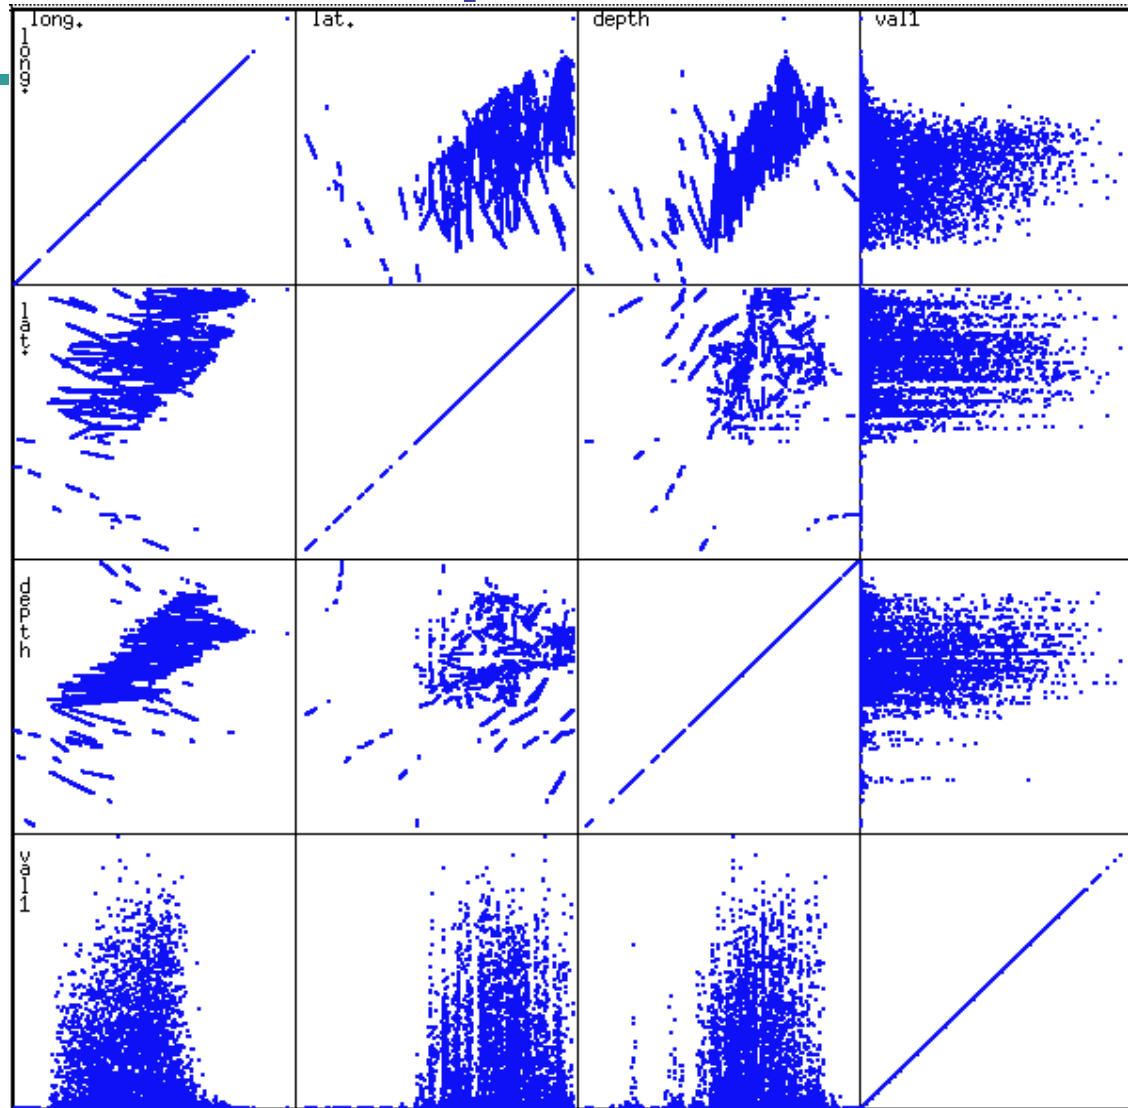 long. lat. depth val1
long.
lat.
depth
val1